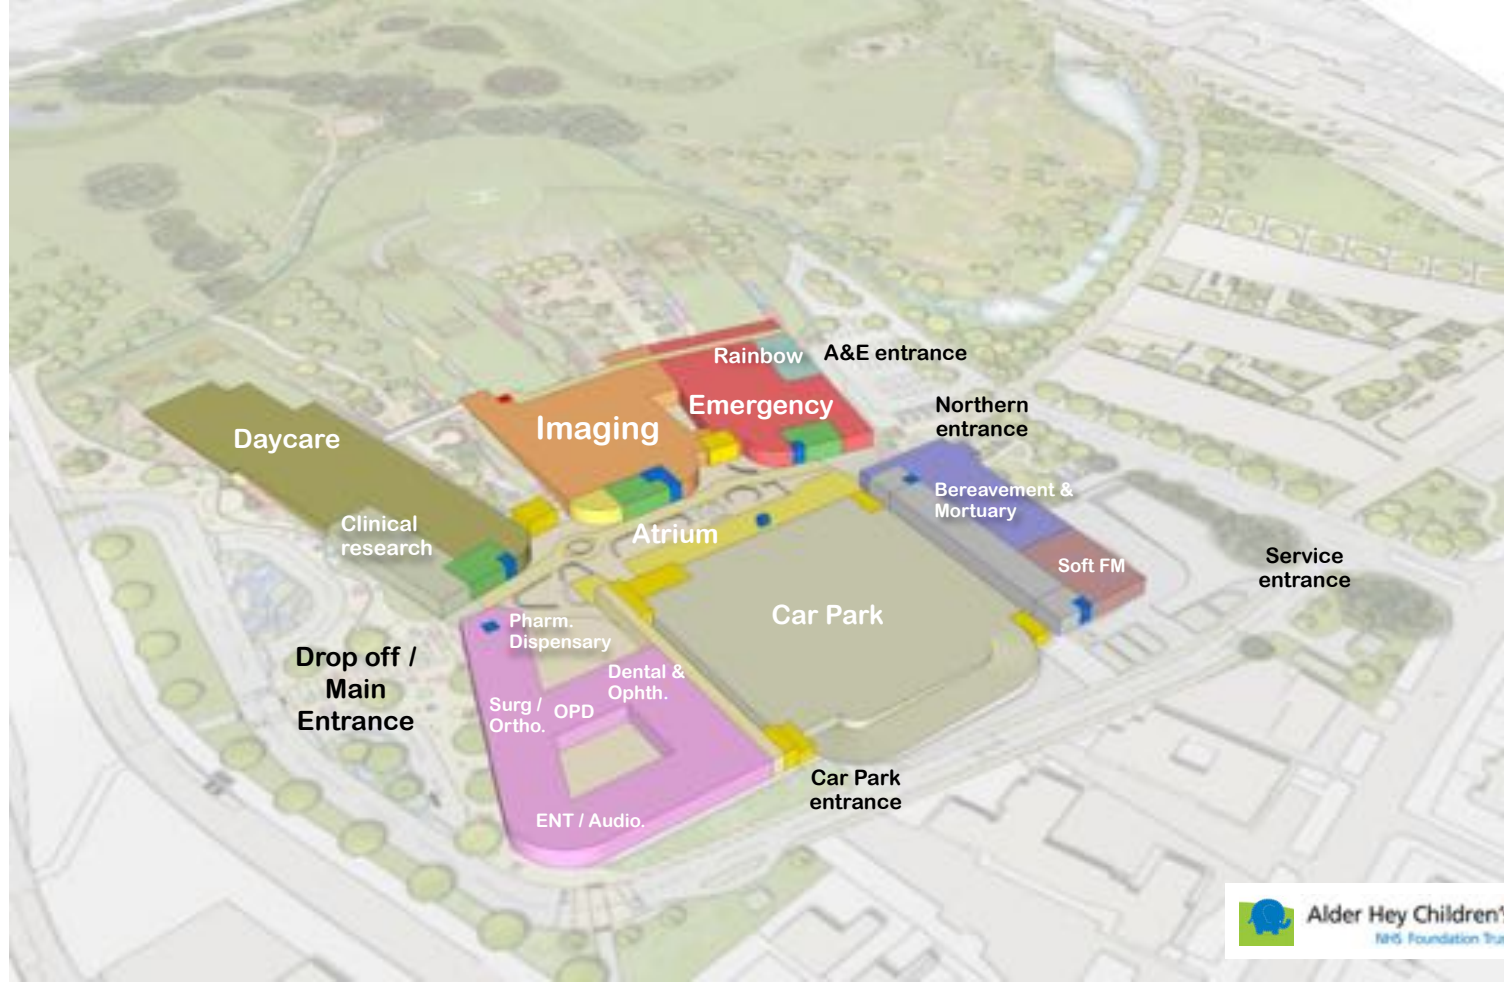 Rainbow
A&E entrance
Emergency
Northern
entrance
Imaging
Daycare
Bereavement &
Mortuary
Clinical
research
Atrium
Soft FM
Service
entrance
Car Park
Pharm.
Dispensary
Drop off /
Main
Entrance
Dental &
Ophth.
Surg /
Ortho.
OPD
Car Park
entrance
ENT / Audio.
Alder Hey Children's
NHS Foundation Trus